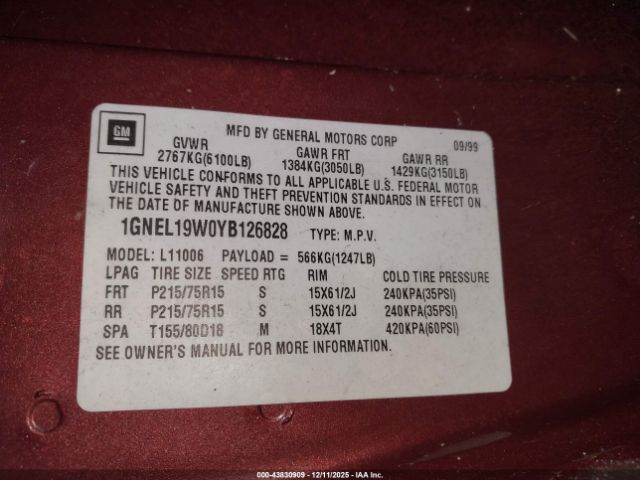 GM
MFD BY GENERAL MOTORS CORP 09/99
GVWR GAWR FRT GAWR RR
2767KG(6100LB) 1384KG(3050LB) 1429KG(3150LB)
THIS VEHICLE CONFORMS TO ALL APPLICABLE U.S. FEDERAL MOTOR
VEHICLE SAFETY AND THEFT PREVENTION STANDARDS IN EFFECT ON
THE DATE OF MANUFACTURE SHOWN ABOVE.
1GNEL19W0YB126828 TYPE: M.P.V.
MODEL: L11006 PAYLOAD = 566KG(1247LB)
LPAG TIRE SIZE SPEED RTG RIM COLD TIRE PRESSURE
FRT P215/75R15 S 15X61/2J 240KPA(35PSI)
RR P215/75R15 S 15X61/2J 240KPA(35PSI)
SPA T155/80D18 M 18X4T 420KPA(60PSI)
SEE OWNER'S MANUAL FOR MORE INFORMATION.
000-43830909 - 12/11/2025 - IAA Inc.